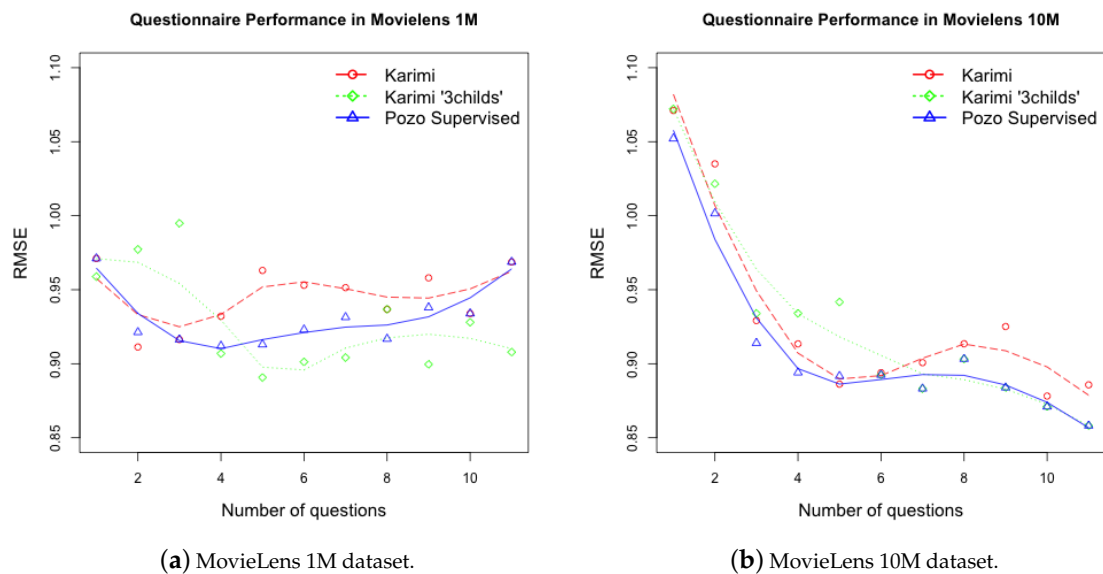 Questionnaire Performance in Movielens 1M
RMSE
1.10
1.05
1.00
0.95
0.90
0.85
Karimi
Karimi '3childs'
Pozo Supervised
2 4 6 8 10
Number of questions
(a) MovieLens 1M dataset.
Questionnaire Performance in Movielens 10M
RMSE
1.10
1.05
1.00
0.95
0.90
0.85
Karimi
Karimi '3childs'
Pozo Supervised
2 4 6 8 10
Number of questions
(b) MovieLens 10M dataset.